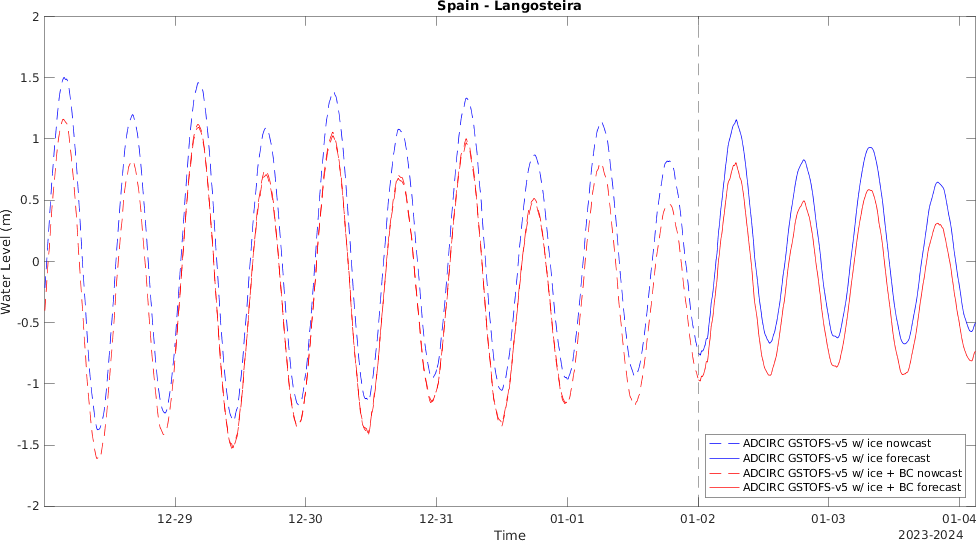 Spain - Langosteira
Water Level (m)
2
1.5
1
0.5
0
-0.5
-1
-1.5
-2
ADCIRC GSTOFS-v5 w/ ice nowcast
ADCIRC GSTOFS-v5 w/ ice forecast
ADCIRC GSTOFS-v5 w/ ice + BC nowcast
ADCIRC GSTOFS-v5 w/ ice + BC forecast
12-29 12-30 12-31 01-01 01-02 01-03 01-04
Time
2023-2024